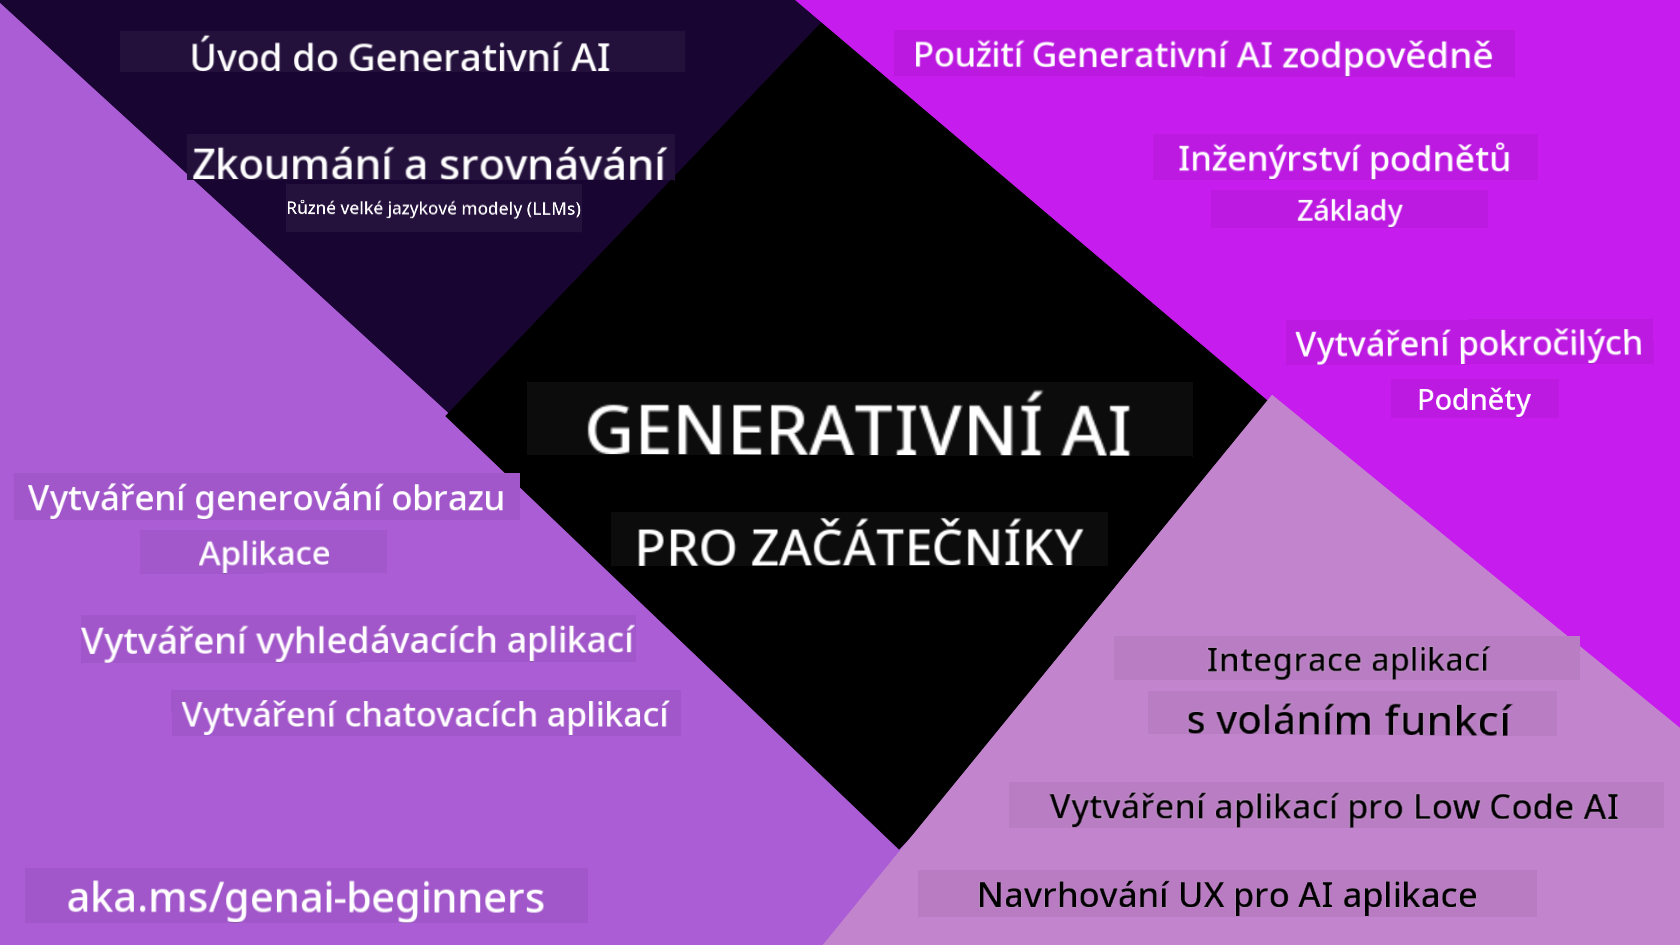 Úvod do Generativní AI
Zkoumání a srovnávání
Různé velké jazykové modely (LLMs)
Použití Generativní AI zodpovědně
Inženýrství podnětů
Základy
Vytváření pokročilých
Podněty
GENERATIVNÍ AI
PRO ZAČÁTEČNÍKY
Vytváření generování obrazu
Aplikace
Vytváření vyhledávacích aplikací
Vytváření chatovacích aplikací
Integrace aplikací
s voláním funkcí
Vytváření aplikací pro Low Code AI
Navrhování UX pro AI aplikace
aka.ms/genai-beginners